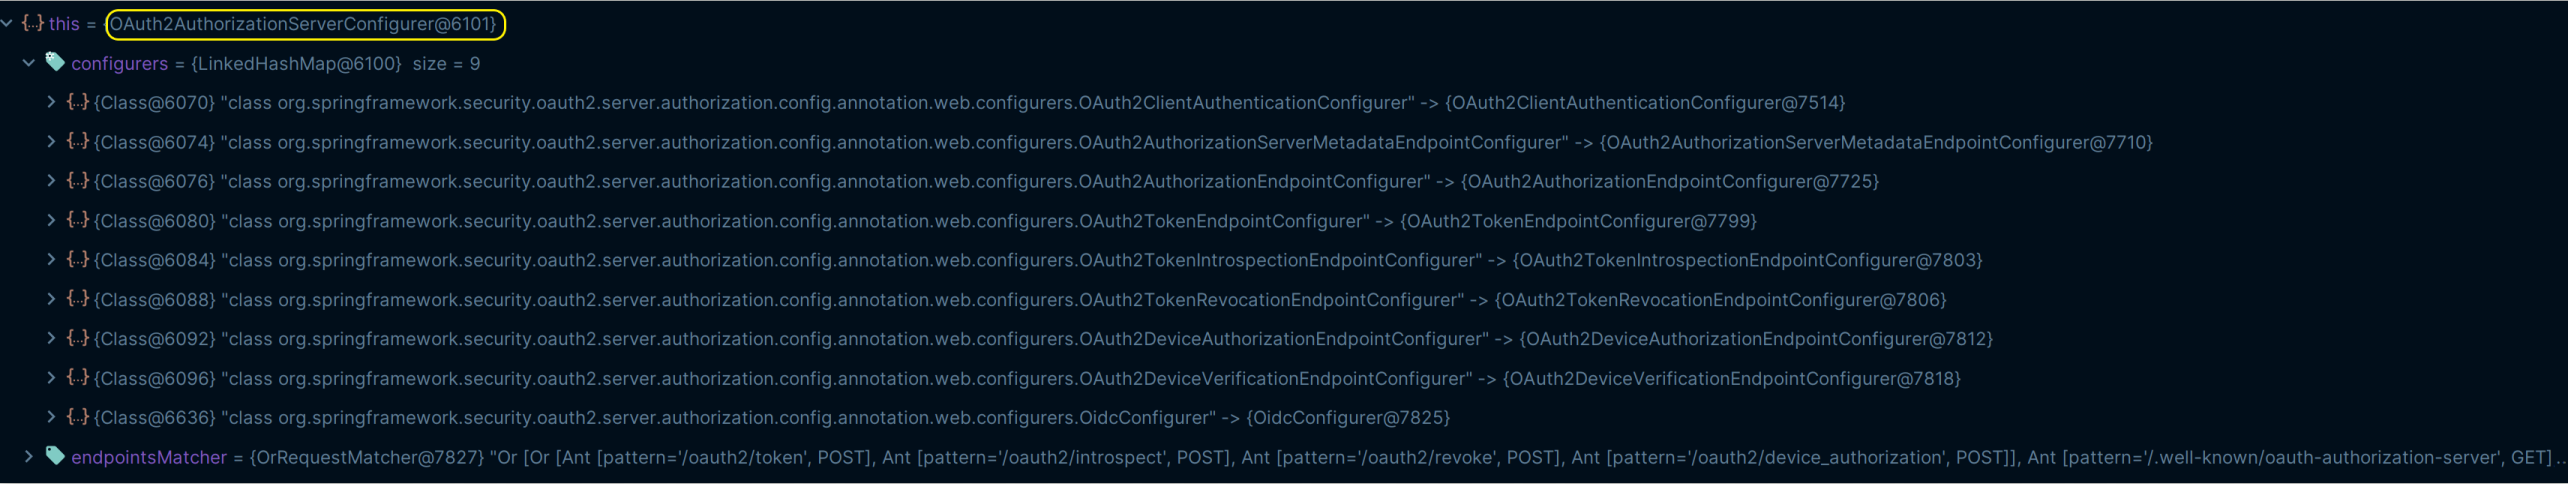 {...} this = {OAuth2AuthorizationServerConfigurer@6101}
configurers = {LinkedHashMap@6100} size = 9
{...} {Class@6070} "class org.springframework.security.oauth2.server.authorization.config.annotation.web.configurers.OAuth2ClientAuthenticationConfigurer" -> {OAuth2ClientAuthenticationConfigurer@7514}
{...} {Class@6074} "class org.springframework.security.oauth2.server.authorization.config.annotation.web.configurers.OAuth2AuthorizationServerMetadataEndpointConfigurer" -> {OAuth2AuthorizationServerMetadataEndpointConfigurer@7710}
{...} {Class@6076} "class org.springframework.security.oauth2.server.authorization.config.annotation.web.configurers.OAuth2AuthorizationEndpointConfigurer" -> {OAuth2AuthorizationEndpointConfigurer@7725}
{...} {Class@6080} "class org.springframework.security.oauth2.server.authorization.config.annotation.web.configurers.OAuth2TokenEndpointConfigurer" -> {OAuth2TokenEndpointConfigurer@7799}
{...} {Class@6084} "class org.springframework.security.oauth2.server.authorization.config.annotation.web.configurers.OAuth2TokenIntrospectionEndpointConfigurer" -> {OAuth2TokenIntrospectionEndpointConfigurer@7803}
{...} {Class@6088} "class org.springframework.security.oauth2.server.authorization.config.annotation.web.configurers.OAuth2TokenRevocationEndpointConfigurer" -> {OAuth2TokenRevocationEndpointConfigurer@7806}
{...} {Class@6092} "class org.springframework.security.oauth2.server.authorization.config.annotation.web.configurers.OAuth2DeviceAuthorizationEndpointConfigurer" -> {OAuth2DeviceAuthorizationEndpointConfigurer@7812}
{...} {Class@6096} "class org.springframework.security.oauth2.server.authorization.config.annotation.web.configurers.OAuth2DeviceVerificationEndpointConfigurer" -> {OAuth2DeviceVerificationEndpointConfigurer@7818}
{...} {Class@6636} "class org.springframework.security.oauth2.server.authorization.config.annotation.web.configurers.OidcConfigurer" -> {OidcConfigurer@7825}
endpointsMatcher = {OrRequestMatcher@7827} "Or [Or [Ant [pattern='/oauth2/token', POST], Ant [pattern='/oauth2/introspect', POST], Ant [pattern='/oauth2/revoke', POST], Ant [pattern='/oauth2/device_authorization', POST]], Ant [pattern='/.well-known/oauth-authorization-server', GET] ...